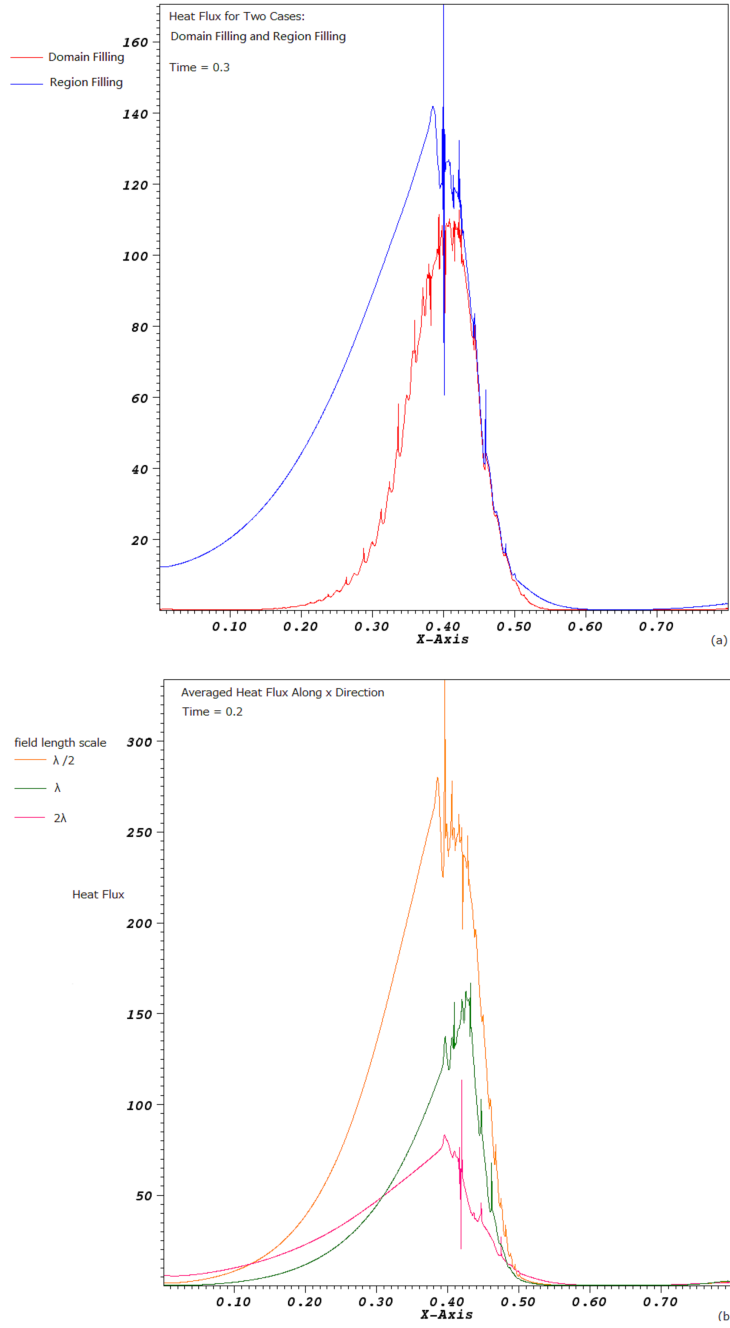 Heat Flux for Two Cases:
Domain Filling and Region Filling
Time = 0.3
Domain Filling
Region Filling
160
140
120
100
80
60
40
20
0.10 0.20 0.30 0.40 0.50 0.60 0.70
X-Axis
(a)
Averaged Heat Flux Along x Direction
Time = 0.2
field length scale
λ /2
λ
2λ
Heat Flux
300
250
200
150
100
50
0.10 0.20 0.30 0.40 0.50 0.60 0.70
X-Axis
(b